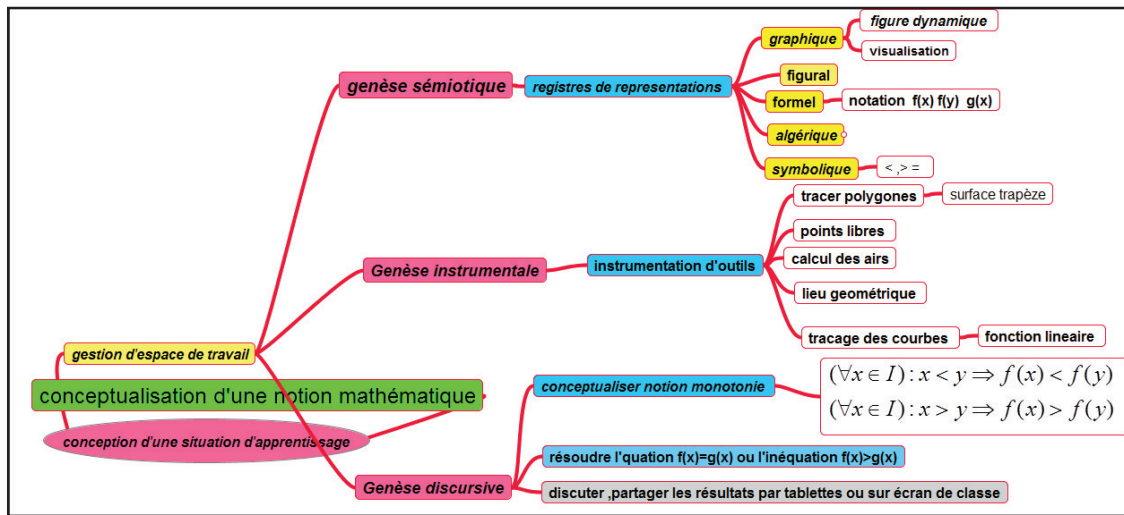 figure dynamique
graphique
visualisation
genèse sémiotique
registres de representations
figural
formel
notation f(x) f(y) g(x)
algérique
symbolique
< ,> =
tracer polygones
surface trapèze
points libres
Genèse instrumentale
instrumentation d'outils
calcul des airs
lieu geométrique
tracage des courbes
fonction lineaire
gestion d'espace de travail
conceptualisation d'une notion mathématique
conception d'une situation d'apprentissage
conceptualiser notion monotonie
(∀x ∈ I) : x < y ⇒ f(x) < f(y)
(∀x ∈ I) : x > y ⇒ f(x) > f(y)
résoudre l'quation f(x)=g(x) ou l'inéquation f(x)>g(x)
Genèse discursive
discuter ,partager les résultats par tablettes ou sur écran de classe